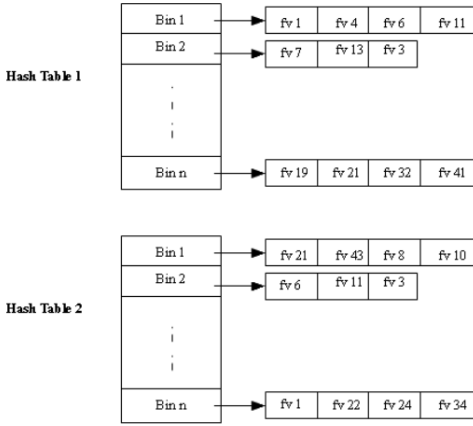 Bin 1 fv 1 fv 4 fv 6 fv 11
Bin 2 fv 7 fv 13 fv 3
Hash Table 1
Bin n fv 19 fv 21 fv 32 fv 41
Bin 1 fv 21 fv 43 fv 8 fv 10
Bin 2 fv 6 fv 11 fv 3
Hash Table 2
Bin n fv 1 fv 22 fv 24 fv 34